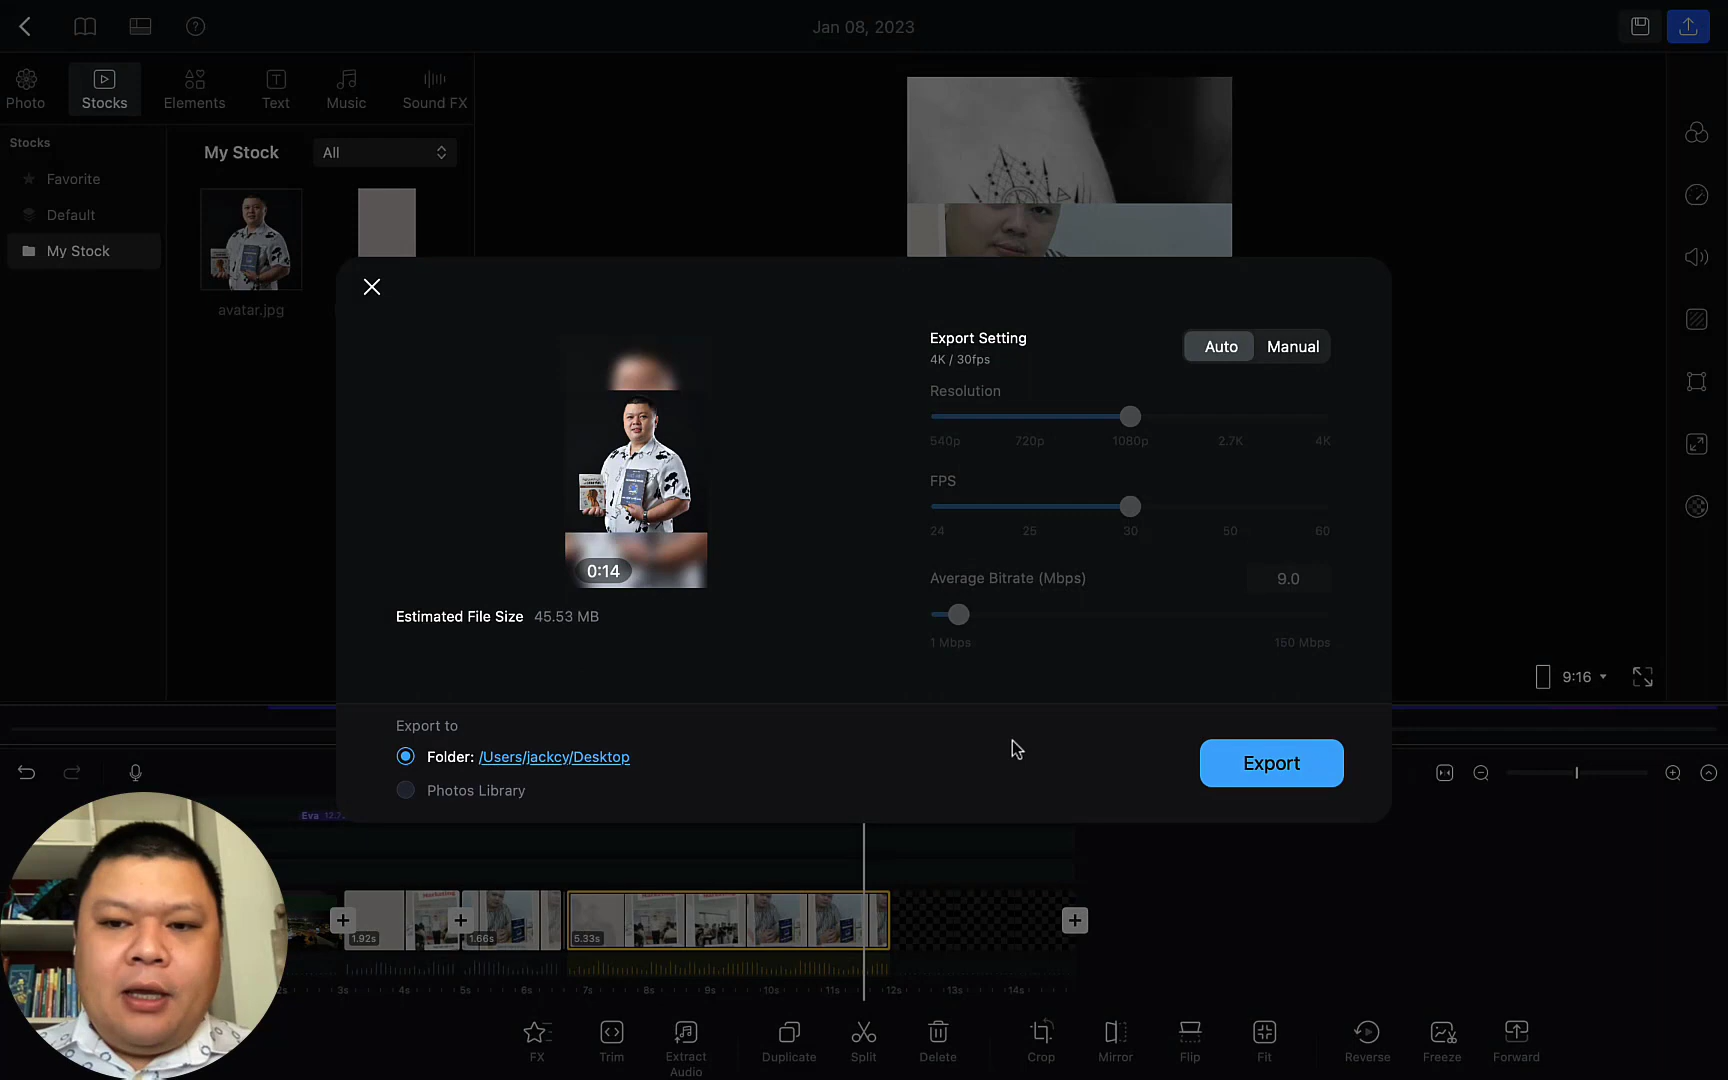 Jan 08, 2023
Photo
Stocks
Elements
Text
Music
Sound FX
Stocks
Favorite
Default
My Stock
My Stock
All
avatar.jpg
0:14
Estimated File Size 45.53 MB
Export Setting
4K / 30fps
Auto
Manual
Resolution
540p 720p 1080p 2.7K 4K
FPS
24 25 30 50 60
Average Bitrate (Mbps) 9.0
1 Mbps 150 Mbps
Export to
Folder: /Users/jackcy/Desktop
Photos Library
Export
9:16
Eva 12.7..
1.92s
1.66s
5.33s
2s 3s 4s 5s 6s 7s 8s 9s 10s 11s 12s 13s 14s
FX
Trim
Extract
Audio
Duplicate
Split
Delete
Crop
Mirror
Flip
Fit
Reverse
Freeze
Forward